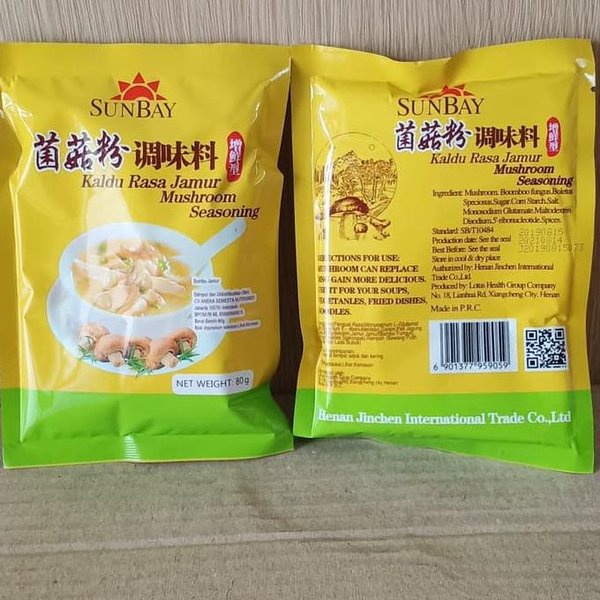 SUNBAY
菌菇粉 调味料
增鲜型
Kaldu Rasa Jamur
Mushroom
Seasoning
Bumbu Jamur
Jakarta
NET WEIGHT: 80 g
SUNBAY
菌菇粉 调味料
增鲜型
Kaldu Rasa Jamur
Mushroom
Seasoning
Ingredient: Mushroom, Boomboo fungus, Boletus
Speciosus, Sugar, Corn Starch, Salt,
Monosodium Glutamate, Maltodextrin
Disodium, 5'-ribonucleotide, Spices.
Standard: SB/T10484
Production date: See the seal
Best Before: See the seal
20190815
20210814
J20190815073
Store in cool & dry place
Authurized by: Henan Jinchen International
Trade Co.,Ltd.
Produced by: Lotus Health Group Company
No. 18, Lianhua Rd, Xiangcheng City, Henan
Made in P.R.C.
DIRECTIONS FOR USE:
MUSHROOM CAN REPLACE
GAIN MORE DELICIOUS.
FOR YOUR SOUPS,
FRIED DISHES,
6 901377 959059
Henan Jinchen International Trade Co.,Ltd